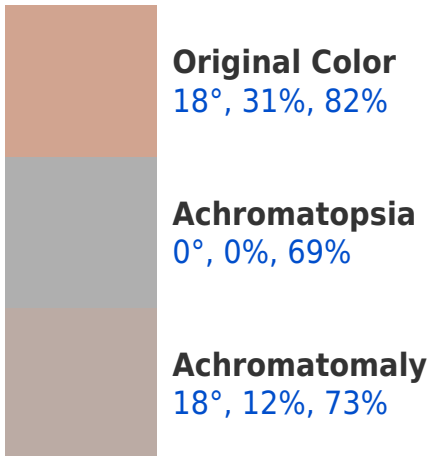 Original Color
18°, 31%, 82%
Achromatopsia
0°, 0%, 69%
Achromatomaly
18°, 12%, 73%